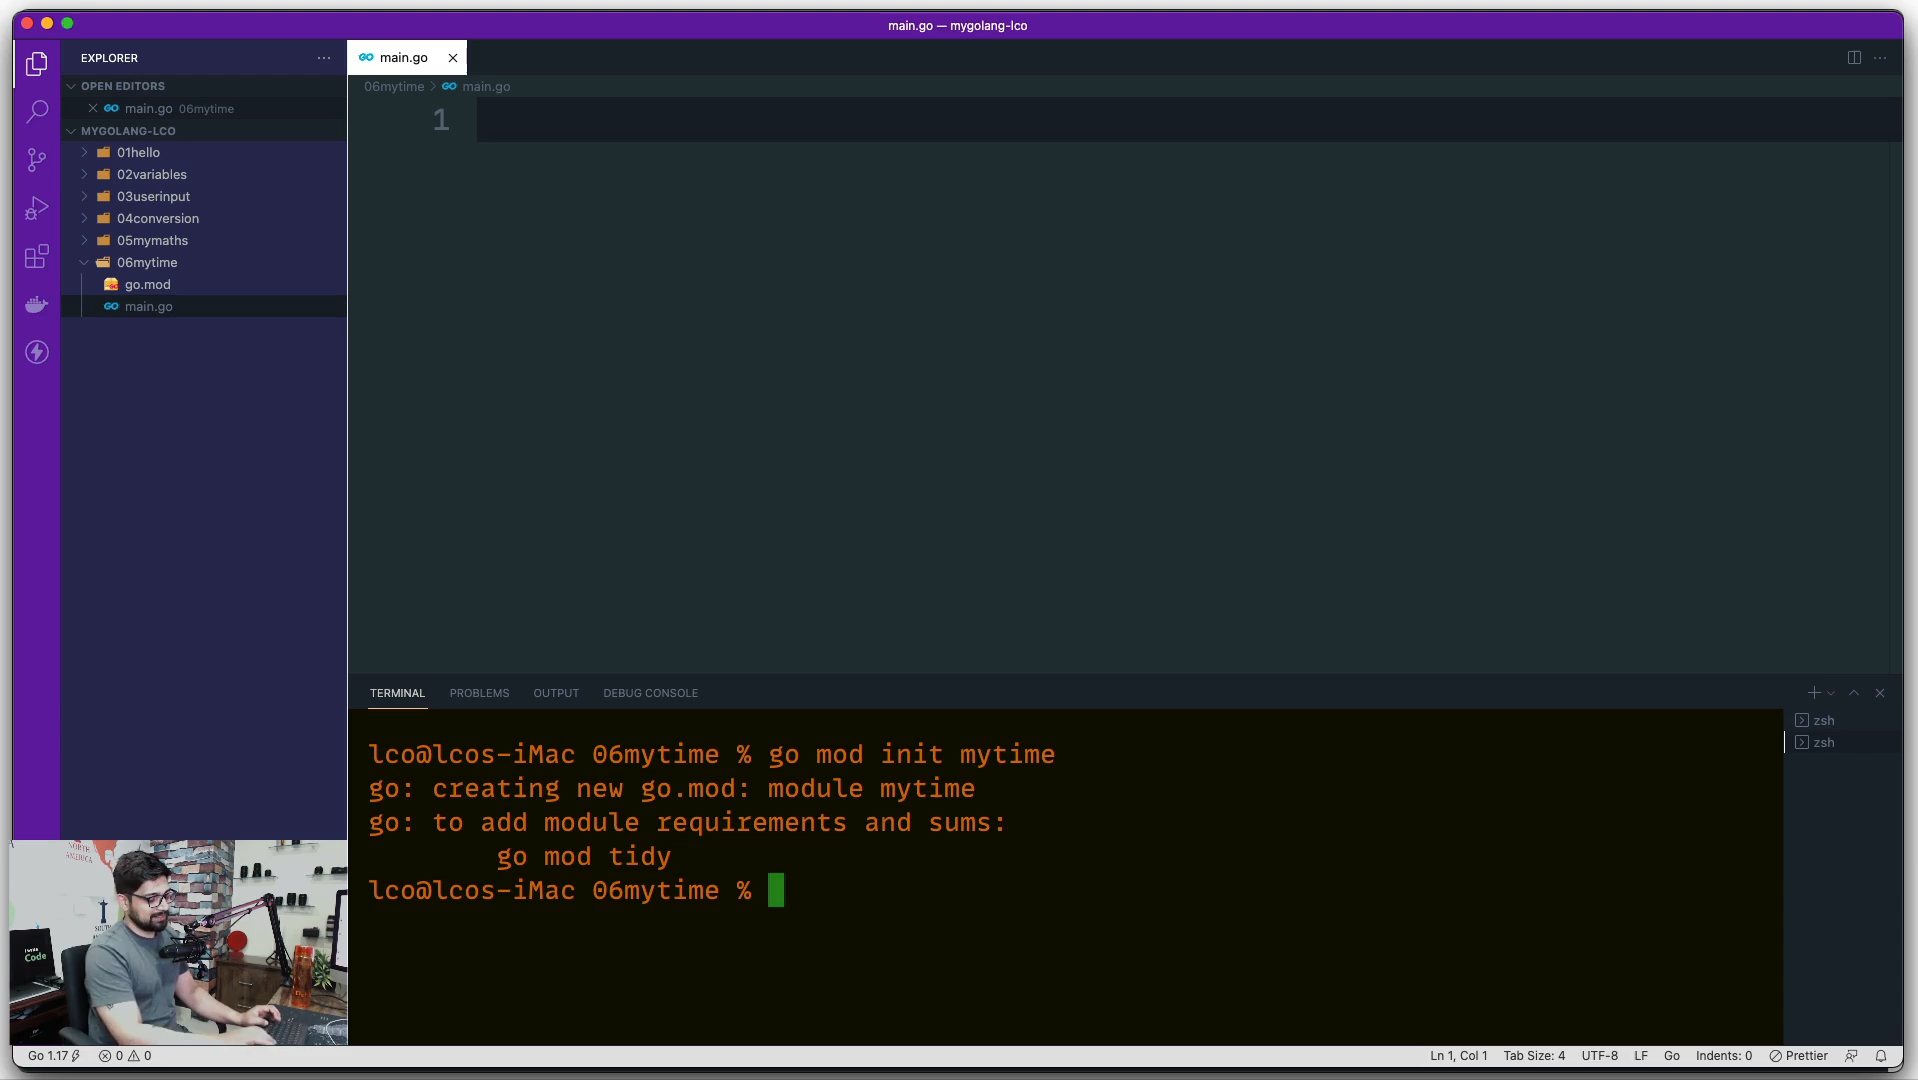 main.go — mygolang-lco
EXPLORER
OPEN EDITORS
main.go 06mytime
MYGOLANG-LCO
01hello
02variables
03userinput
04conversion
05mymaths
06mytime
go.mod
main.go
main.go
06mytime > main.go
1
TERMINAL
PROBLEMS
OUTPUT
DEBUG CONSOLE
lco@lcos-iMac 06mytime % go mod init mytime
go: creating new go.mod: module mytime
go: to add module requirements and sums:
go mod tidy
lco@lcos-iMac 06mytime %
zsh
zsh
NORTH
AMERICA
SOUTH
Code
Go 1.17
0
0
Ln 1, Col 1
Tab Size: 4
UTF-8
LF
Go
Indents: 0
Prettier